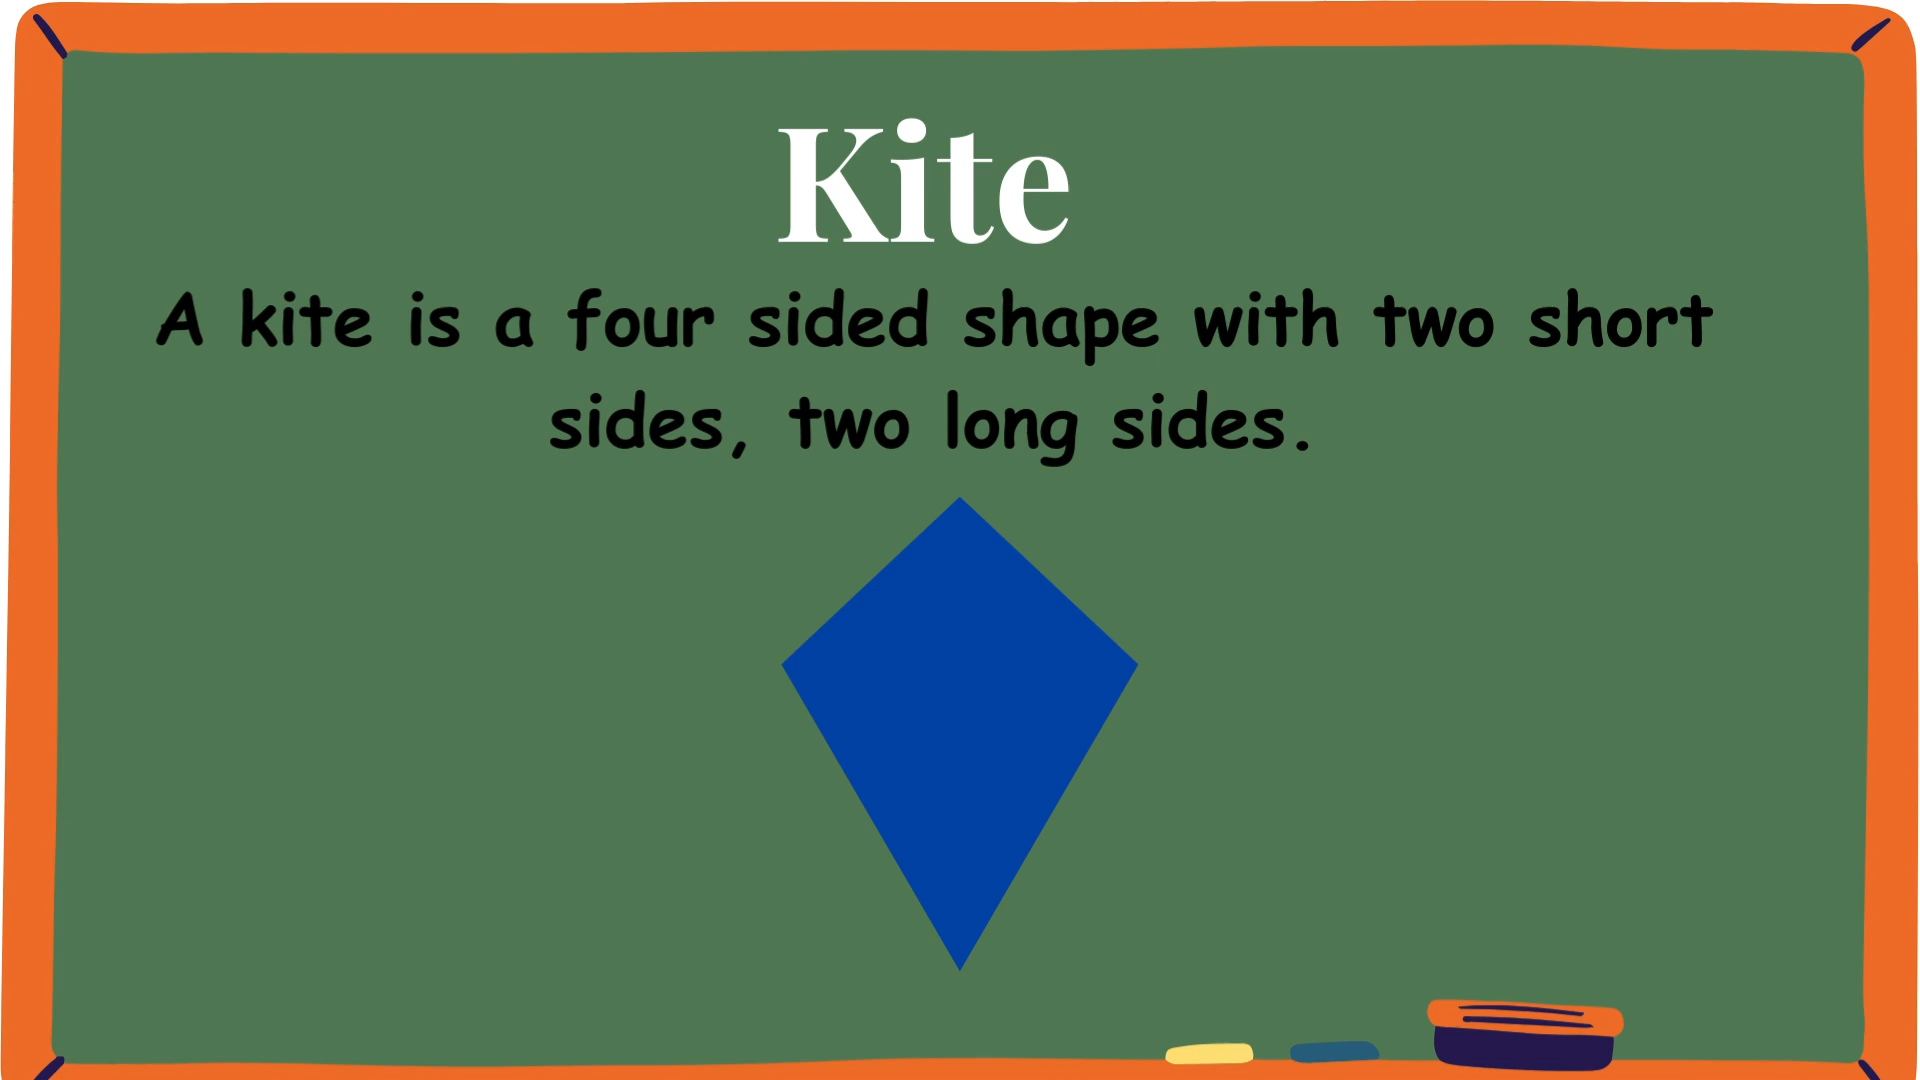 Kite
A kite is a four sided shape with two short
sides, two long sides.